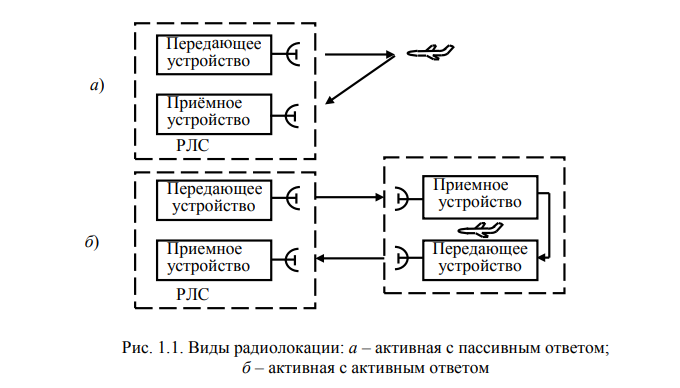 Передающее
устройство
а)
Приёмное
устройство
РЛС
Передающее
устройство
Приемное
устройство
б)
Приемное
устройство
Передающее
устройство
РЛС
Рис. 1.1. Виды радиолокации: а – активная с пассивным ответом;
б – активная с активным ответом